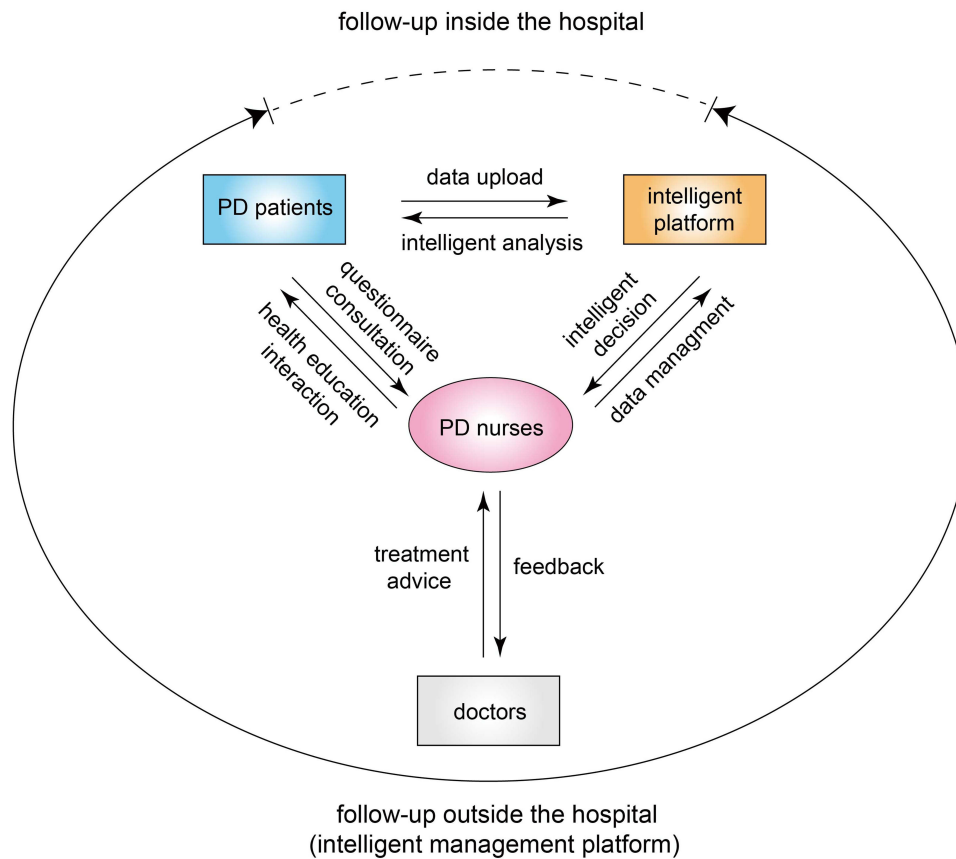 follow-up inside the hospital
PD patients
data upload
intelligent analysis
intelligent
platform
questionnaire
consultation
health education
interaction
intelligent
decision
data managment
PD nurses
treatment
advice
feedback
doctors
follow-up outside the hospital
(intelligent management platform)